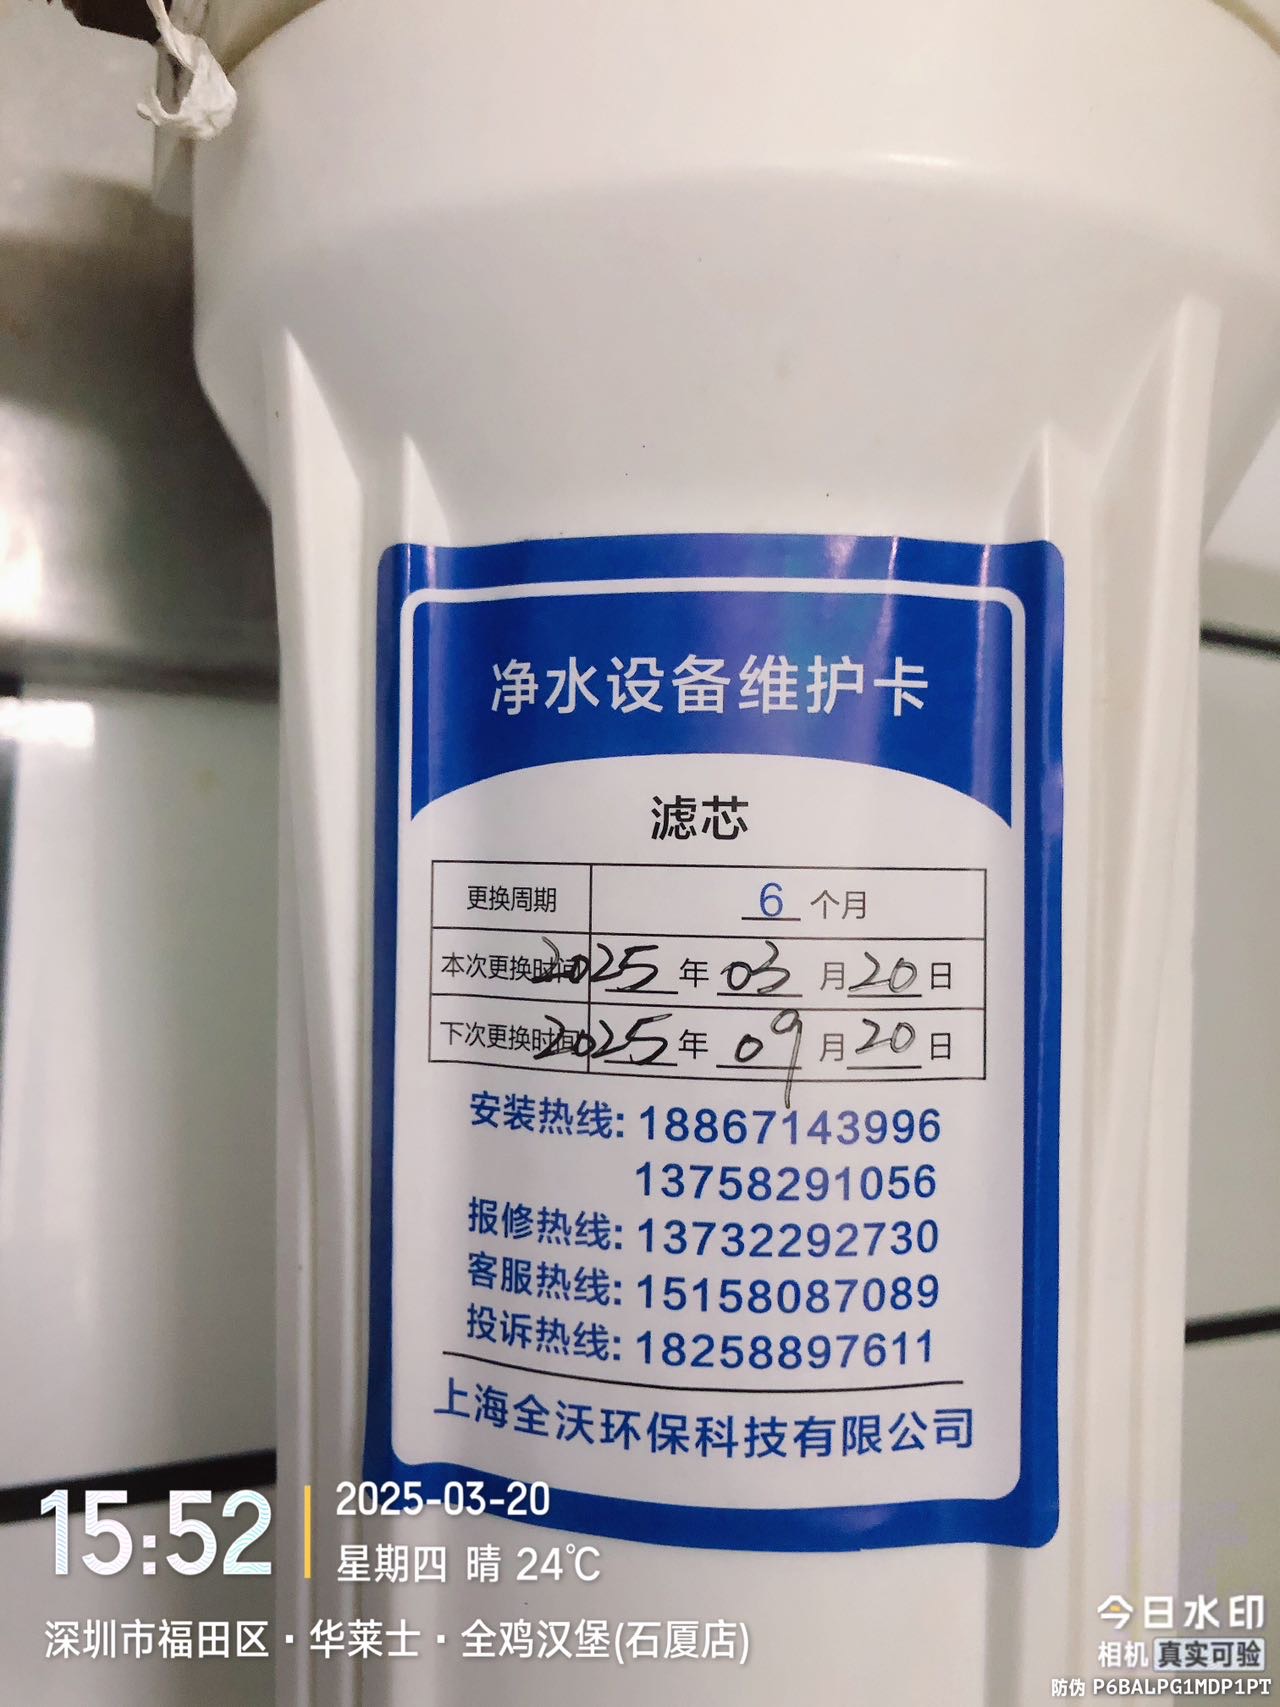 净水设备维护卡
滤芯
更换周期 6 个月
本次更换时间 2025 年 03 月 20 日
下次更换时间 2025 年 09 月 20 日
安装热线: 18867143996
13758291056
报修热线: 13732292730
客服热线: 15158087089
投诉热线: 18258897611
上海全沃环保科技有限公司
15:52
2025-03-20
星期四 晴 24℃
深圳市福田区·华莱士·全鸡汉堡(石厦店)
今日水印
相机 真实可验
防伪 P6BALPG1MDP1PT